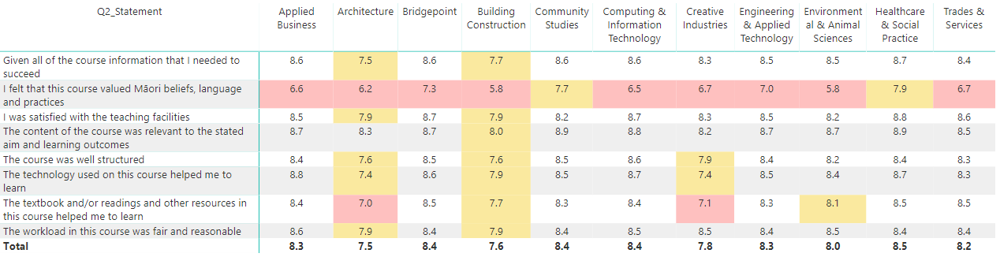 Q2_Statement Applied Business Architecture Bridgepoint Building Construction Community Studies Computing & Information Technology Creative Industries Engineering & Applied Technology Environment al & Animal Sciences Healthcare & Social Practice Trades & Services
Given all of the course information that I needed to succeed 8.6 7.5 8.6 7.7 8.6 8.6 8.3 8.5 8.5 8.7 8.4
I felt that this course valued Māori beliefs, language and practices 6.6 6.2 7.3 5.8 7.7 6.5 6.7 7.0 5.8 7.9 6.7
I was satisfied with the teaching facilities 8.5 7.9 8.7 7.9 8.2 8.7 8.3 8.5 8.2 8.8 8.6
The content of the course was relevant to the stated aim and learning outcomes 8.7 8.3 8.7 8.0 8.9 8.8 8.2 8.7 8.7 8.9 8.5
The course was well structured 8.4 7.6 8.5 7.6 8.5 8.6 7.9 8.4 8.2 8.4 8.3
The technology used on this course helped me to learn 8.8 7.4 8.6 7.9 8.5 8.7 7.4 8.5 8.4 8.7 8.3
The textbook and/or readings and other resources in this course helped me to learn 8.4 7.0 8.5 7.7 8.3 8.4 7.1 8.3 8.1 8.5 8.5
The workload in this course was fair and reasonable 8.6 7.9 8.4 7.9 8.4 8.5 8.5 8.4 8.5 8.4 8.4
Total 8.3 7.5 8.4 7.6 8.4 8.4 7.8 8.3 8.0 8.5 8.2